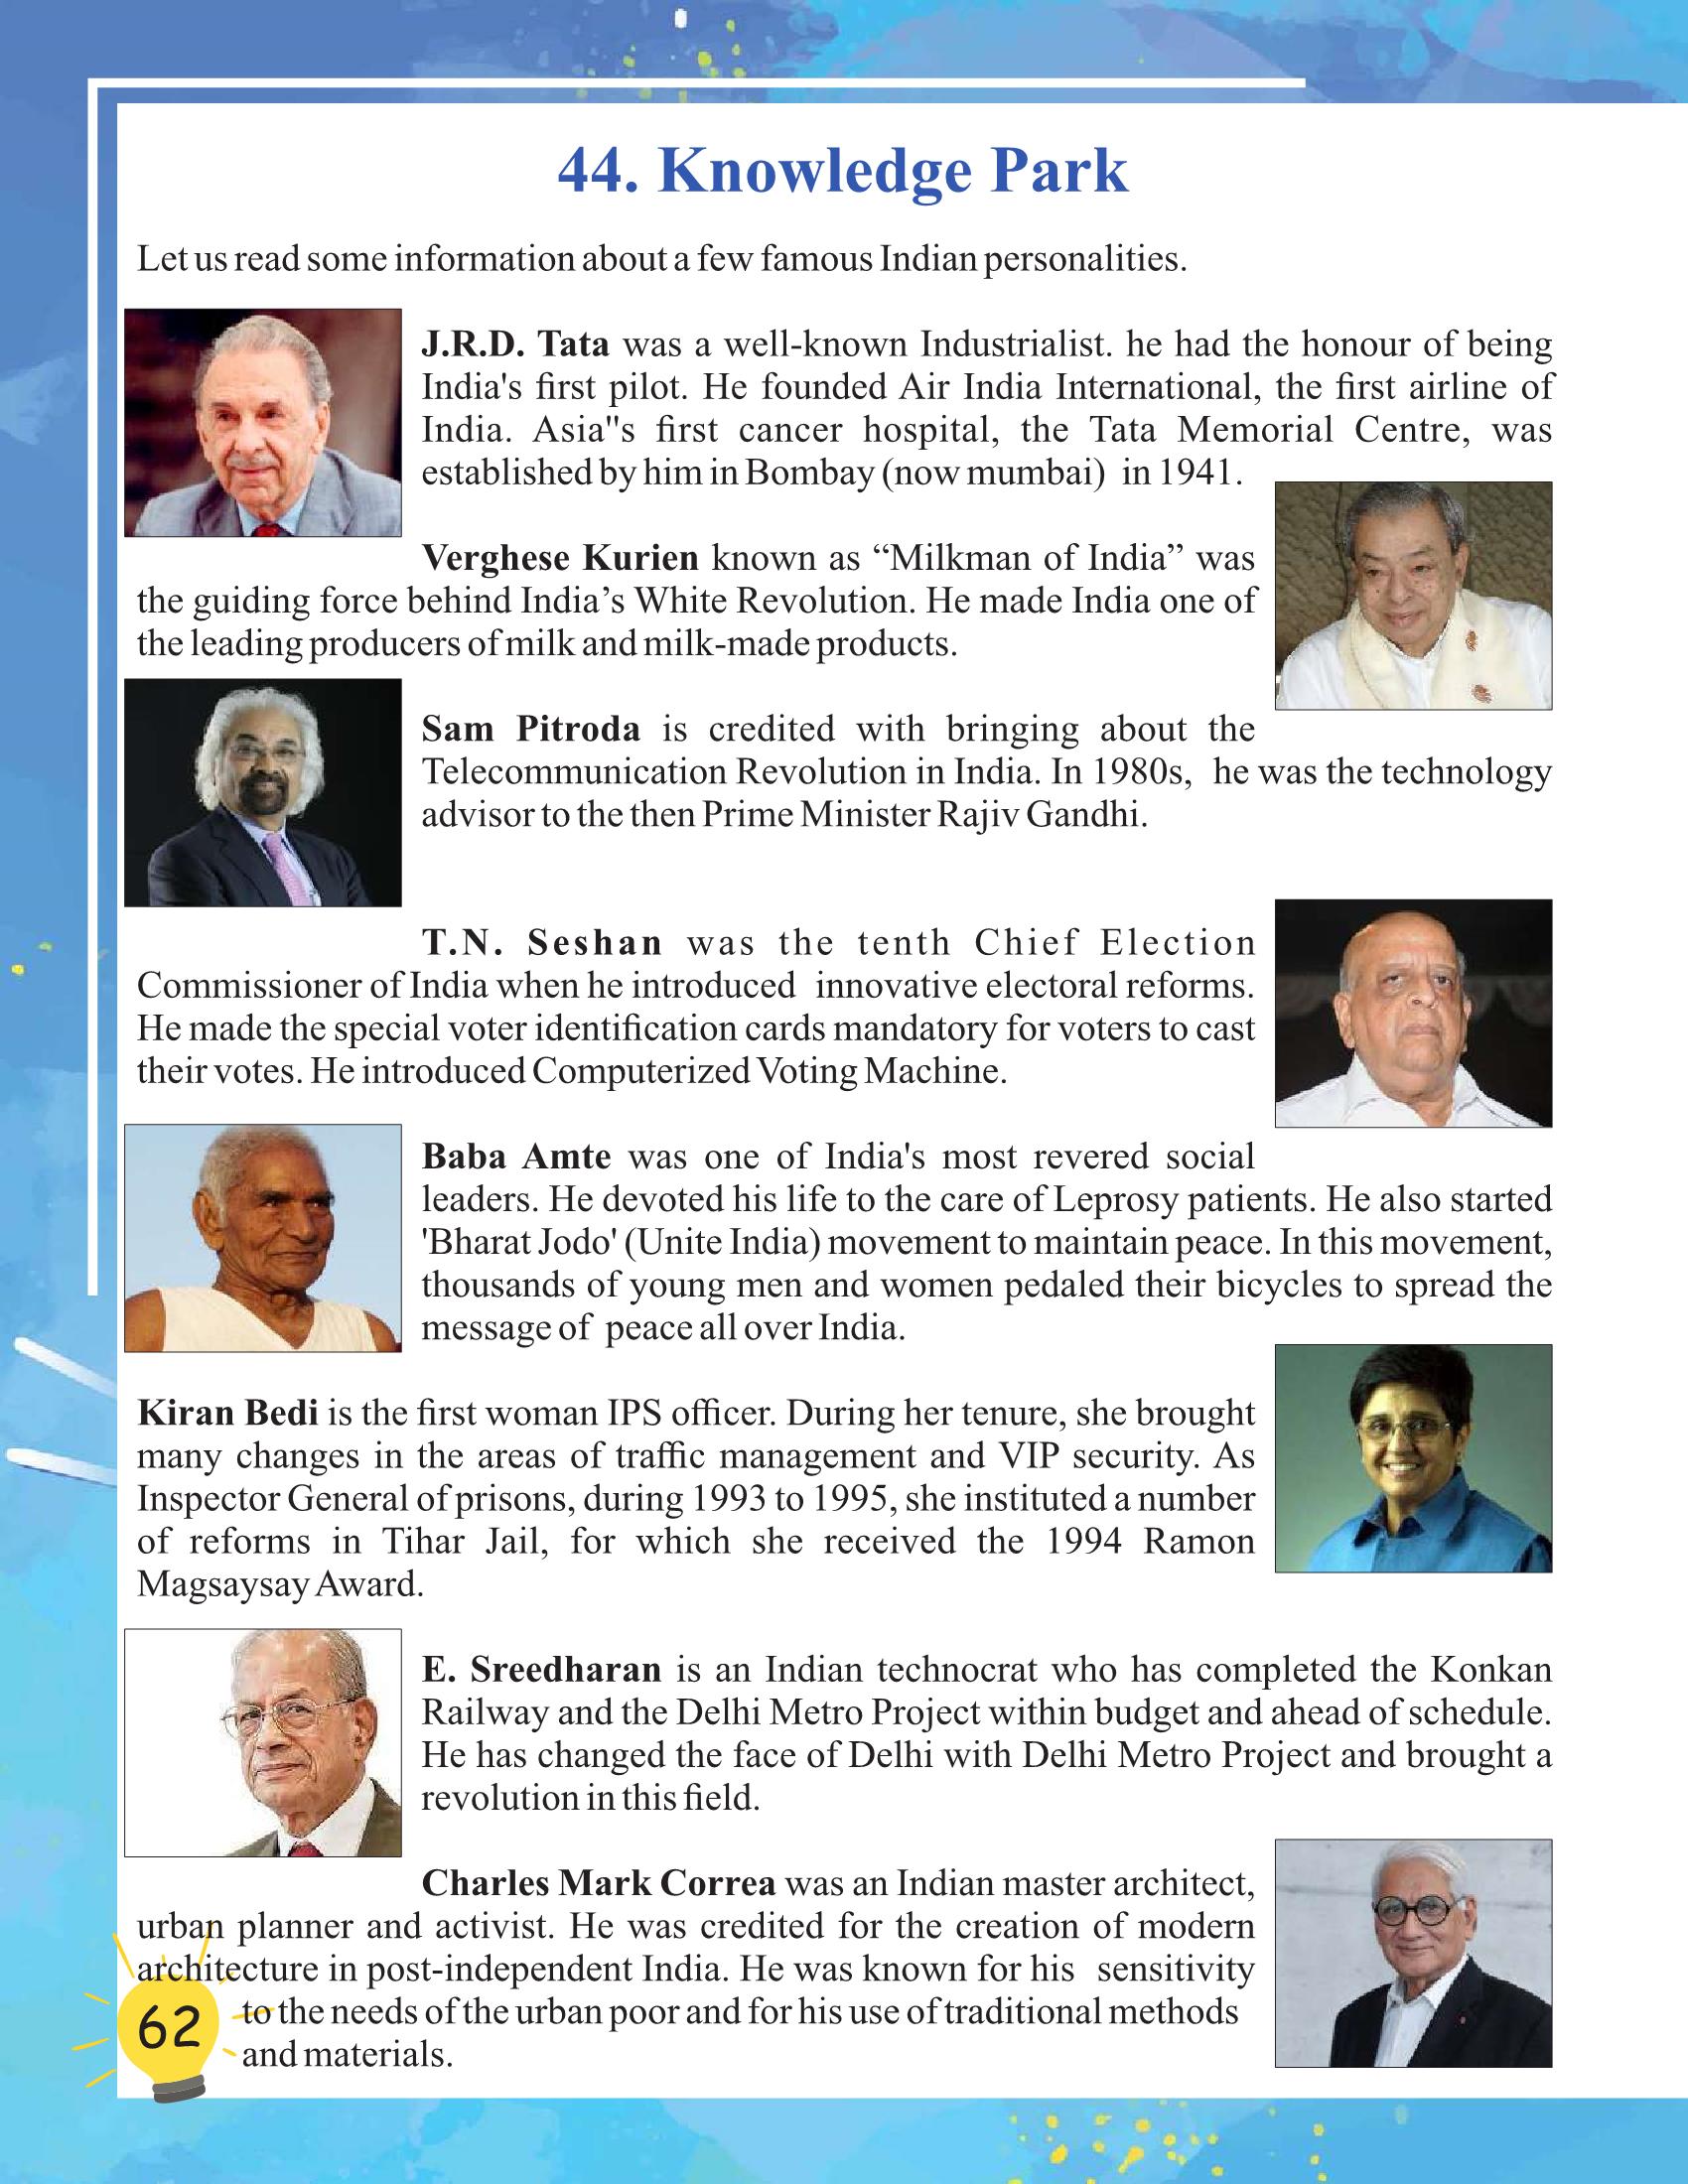 44. Knowledge Park
Let us read some information about a few famous Indian personalities.
J.R.D. Tata was a well-known Industrialist. he had the honour of being
India's first pilot. He founded Air India International, the first airline of
India. Asia''s first cancer hospital, the Tata Memorial Centre, was
established by him in Bombay (now mumbai) in 1941.
Verghese Kurien known as “Milkman of India” was
the guiding force behind India’s White Revolution. He made India one of
the leading producers of milk and milk-made products.
Sam Pitroda is credited with bringing about the
Telecommunication Revolution in India. In 1980s, he was the technology
advisor to the then Prime Minister Rajiv Gandhi.
T.N. Seshan was the tenth Chief Election
Commissioner of India when he introduced innovative electoral reforms.
He made the special voter identification cards mandatory for voters to cast
their votes. He introduced Computerized Voting Machine.
Baba Amte was one of India's most revered social
leaders. He devoted his life to the care of Leprosy patients. He also started
'Bharat Jodo' (Unite India) movement to maintain peace. In this movement,
thousands of young men and women pedaled their bicycles to spread the
message of peace all over India.
Kiran Bedi is the first woman IPS officer. During her tenure, she brought
many changes in the areas of traffic management and VIP security. As
Inspector General of prisons, during 1993 to 1995, she instituted a number
of reforms in Tihar Jail, for which she received the 1994 Ramon
Magsaysay Award.
E. Sreedharan is an Indian technocrat who has completed the Konkan
Railway and the Delhi Metro Project within budget and ahead of schedule.
He has changed the face of Delhi with Delhi Metro Project and brought a
revolution in this field.
Charles Mark Correa was an Indian master architect,
urban planner and activist. He was credited for the creation of modern
architecture in post-independent India. He was known for his sensitivity
to the needs of the urban poor and for his use of traditional methods
and materials.
62